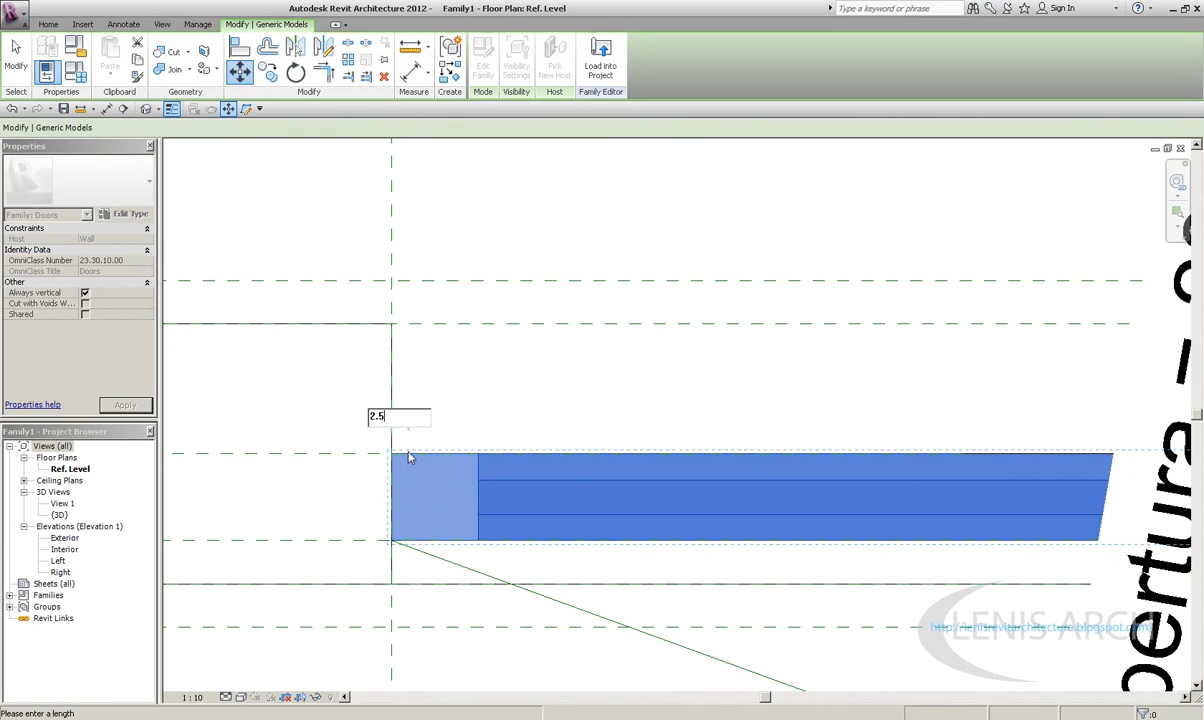 Autodesk Revit Architecture 2012 - Family1 - Floor Plan: Ref. Level
Type a keyword or phrase
Sign In
Home
Insert
Annotate
View
Manage
Modify | Generic Models
Modify
Paste
Cut
Join
Edit
Family
Visibility
Settings
Pick
New Host
Load into
Project
Select
Properties
Clipboard
Geometry
Modify
Measure
Create
Mode
Visibility
Host
Family Editor
Modify | Generic Models
Properties
Family: Doors
Edit Type
Constraints
Host
Wall
Identity Data
OmniClass Number
23.30.10.00
OmniClass Title
Doors
Other
Always vertical
Cut with Voids W...
Shared
Properties help
Apply
Family1 - Project Browser
Views (all)
Floor Plans
Ref. Level
Ceiling Plans
3D Views
View 1
{3D}
Elevations (Elevation 1)
Exterior
Interior
Left
Right
Sheets (all)
Families
Groups
Revit Links
2.5
LENIS ARCH
http://lenisrevitarchitecture.blogspot.com/
1 : 10
Please enter a length
:0